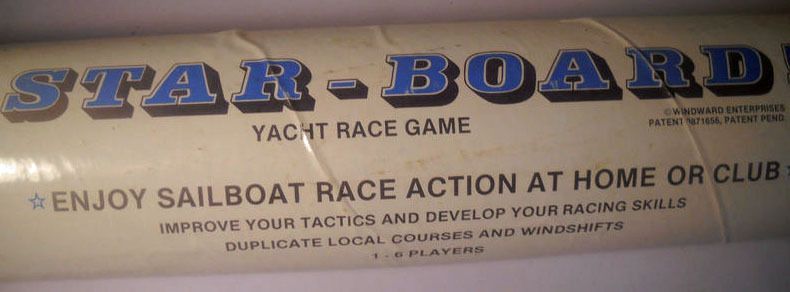 STAR-BOARD
YACHT RACE GAME
© WINDWARD ENTERPRISES
PATENT 3871656, PATENT PEND
☆ ENJOY SAILBOAT RACE ACTION AT HOME OR CLUB
IMPROVE YOUR TACTICS AND DEVELOP YOUR RACING SKILLS
DUPLICATE LOCAL COURSES AND WINDSHIFTS
1 - 6 PLAYERS